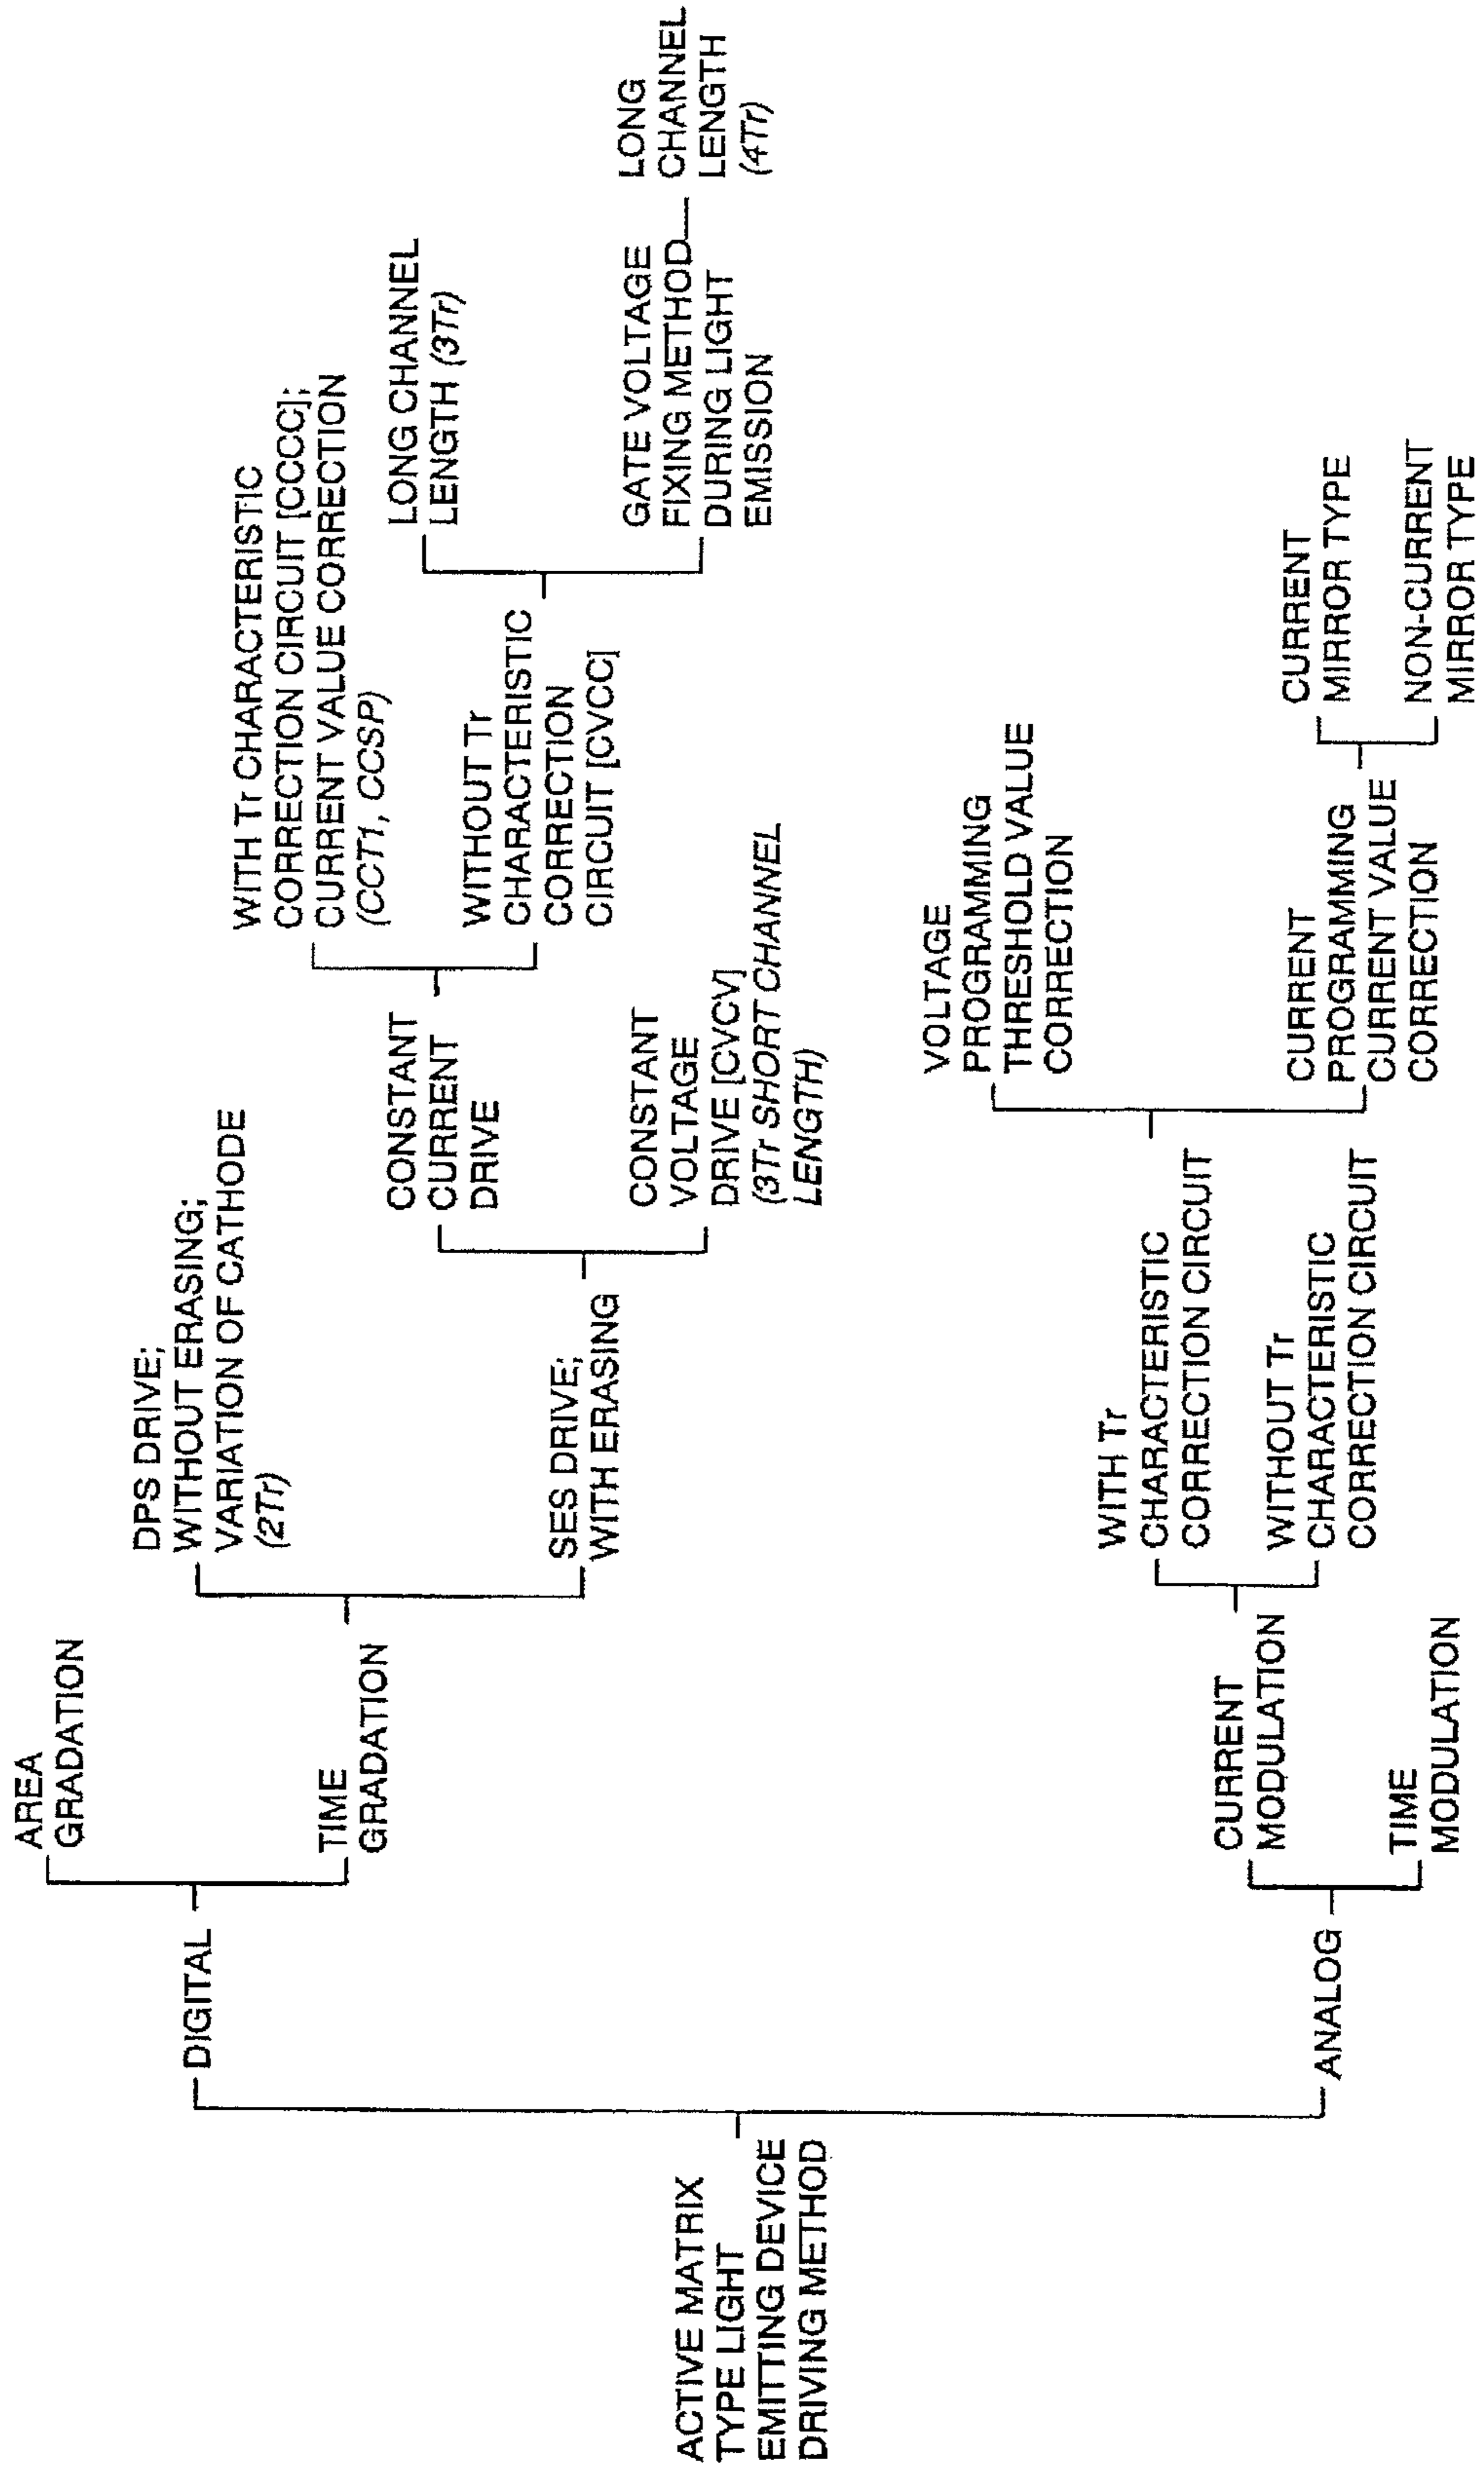 ACTIVE MATRIX
TYPE LIGHT
EMITTING DEVICE
DRIVING METHOD
DIGITAL
AREA
GRADATION
TIME
GRADATION
DPS DRIVE;
WITHOUT ERASING;
VARIATION OF CATHODE
(2Tr)
SES DRIVE;
WITH ERASING
CONSTANT
CURRENT
DRIVE
WITH Tr CHARACTERISTIC
CORRECTION CIRCUIT [CCCC];
CURRENT VALUE CORRECTION
(CCT1, CCSP)
WITHOUT Tr
CHARACTERISTIC
CORRECTION
CIRCUIT [CVCC]
LONG CHANNEL
LENGTH (3Tr)
GATE VOLTAGE
FIXING METHOD
DURING LIGHT
EMISSION
LONG
CHANNEL
LENGTH
(4Tr)
CONSTANT
VOLTAGE
DRIVE [CVCV]
(3Tr SHORT CHANNEL
LENGTH)
ANALOG
CURRENT
MODULATION
TIME
MODULATION
WITH Tr
CHARACTERISTIC
CORRECTION CIRCUIT
WITHOUT Tr
CHARACTERISTIC
CORRECTION CIRCUIT
VOLTAGE
PROGRAMMING
THRESHOLD VALUE
CORRECTION
CURRENT
PROGRAMMING
CURRENT VALUE
CORRECTION
CURRENT
MIRROR TYPE
NON-CURRENT
MIRROR TYPE